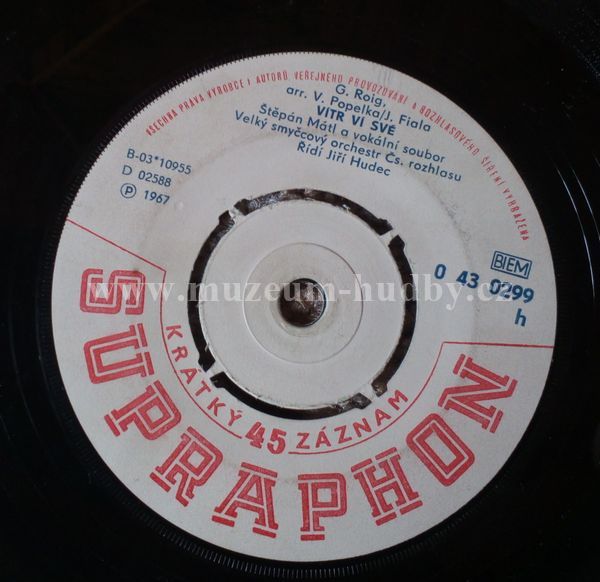 VŠECHNA PRÁVA VÝROBCE I AUTORŮ VEŘEJNÉHO PROVOZOVÁNÍ A ROZHLASOVÉHO ŠÍŘENÍ VYHRAZENA
G. Roig,
arr. V. Popelka/J. Fiala
VÍTR VÍ SVÉ
Štěpán Mátl a vokální soubor
Velký smyčcový orchestr Čs. rozhlasu
Řídí Jiří Hudec
B-03*10955
D 02588
Ⓟ 1967
BIEM
0 43 0299
h
www.muzeum-hudby.cz
KRÁTKÝ 45 ZÁZNAM
SUPRAPHON